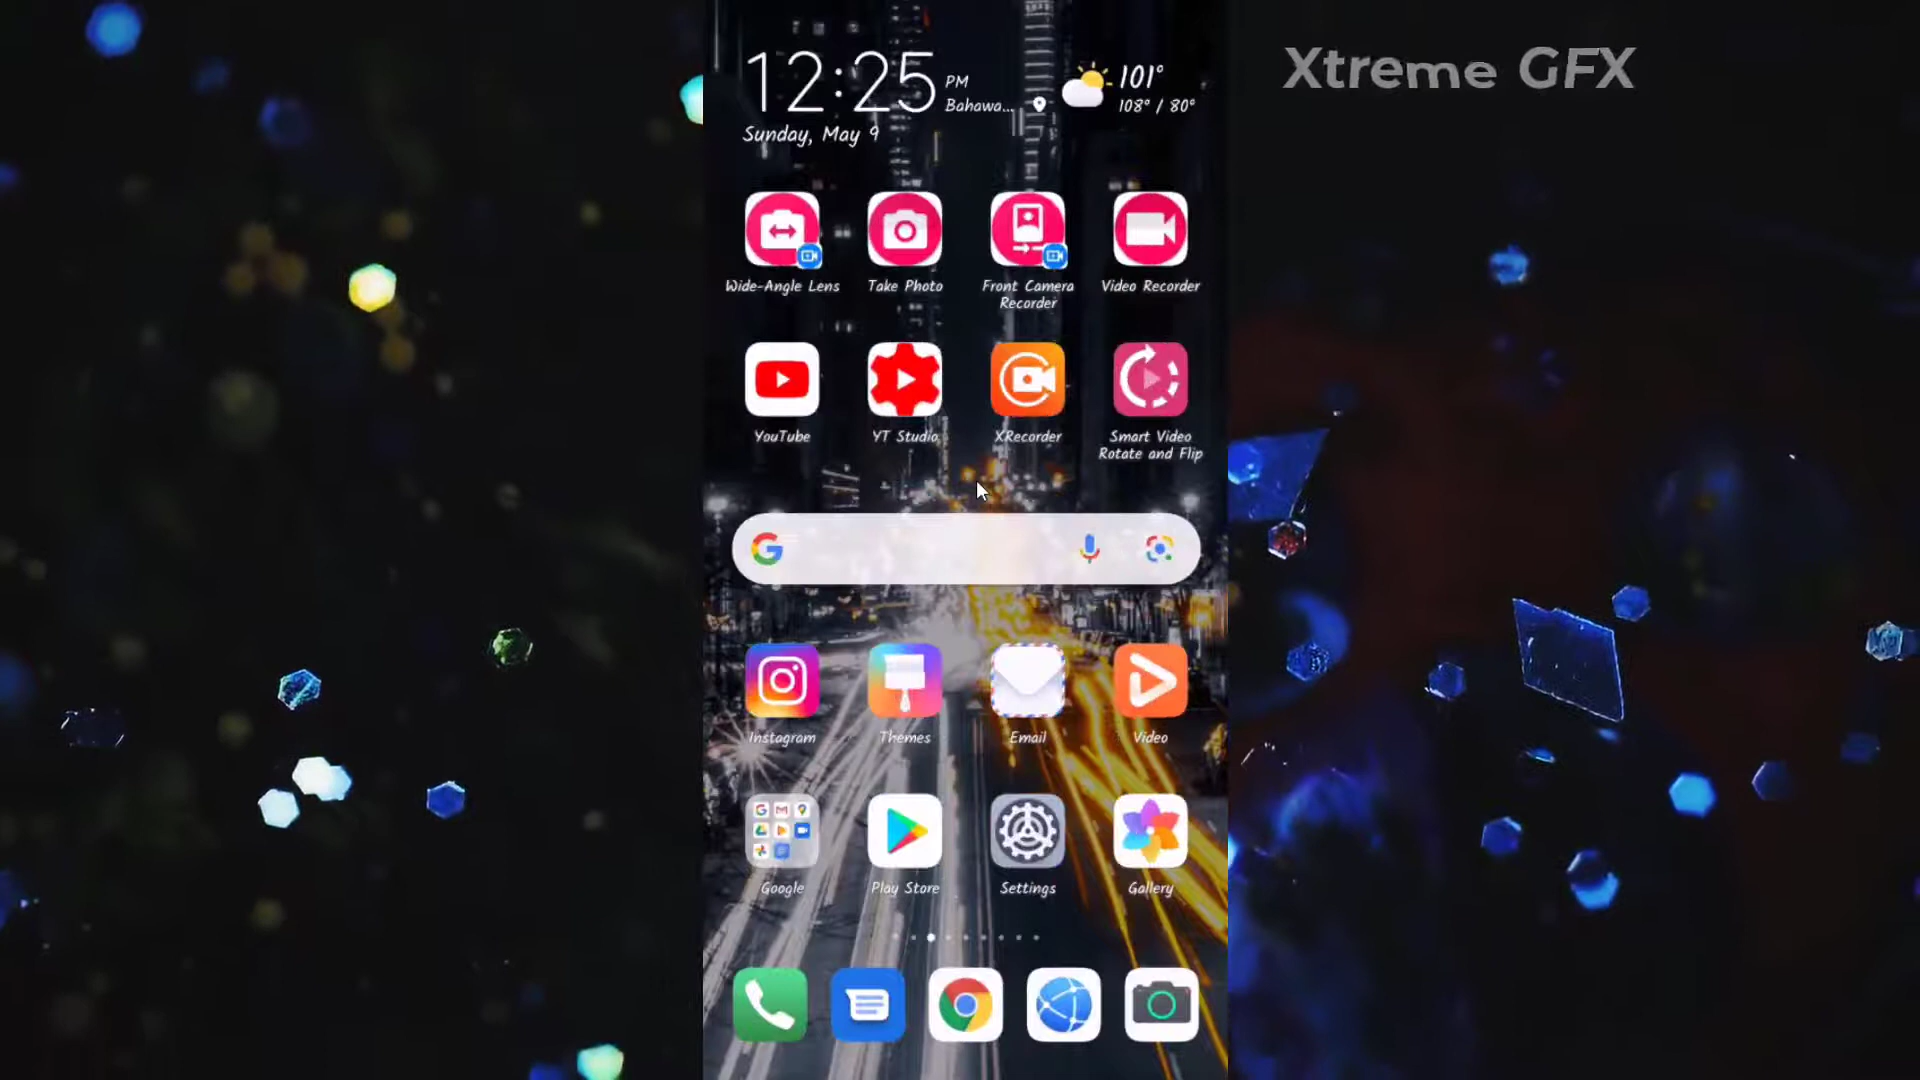 Xtreme GFX
12:25 PM
Bahawa...
101°
108° / 80°
Sunday, May 9
Wide-Angle Lens
Take Photo
Front Camera
Recorder
Video Recorder
YouTube
YT Studio
XRecorder
Smart Video
Rotate and Flip
Instagram
Themes
Email
Video
Google
Play Store
Settings
Gallery